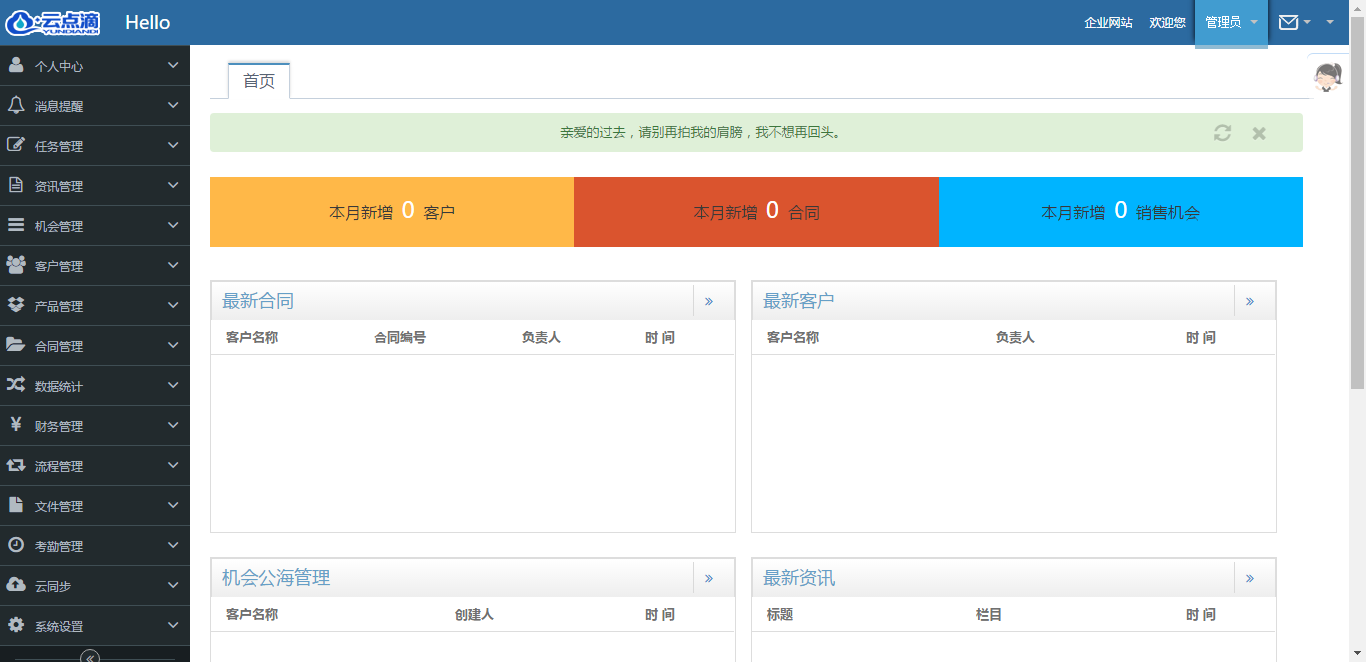 云点滴 YUNDIANDI
Hello
企业网站 欢迎您 管理员
个人中心
消息提醒
任务管理
资讯管理
机会管理
客户管理
产品管理
合同管理
数据统计
财务管理
流程管理
文件管理
考勤管理
云同步
系统设置
首页
亲爱的过去，请别再拍我的肩膀，我不想再回头。
本月新增 0 客户
本月新增 0 合同
本月新增 0 销售机会
最新合同 »
客户名称 合同编号 负责人 时 间
最新客户 »
客户名称 负责人 时 间
机会公海管理 »
客户名称 创建人 时 间
最新资讯 »
标题 栏目 时 间